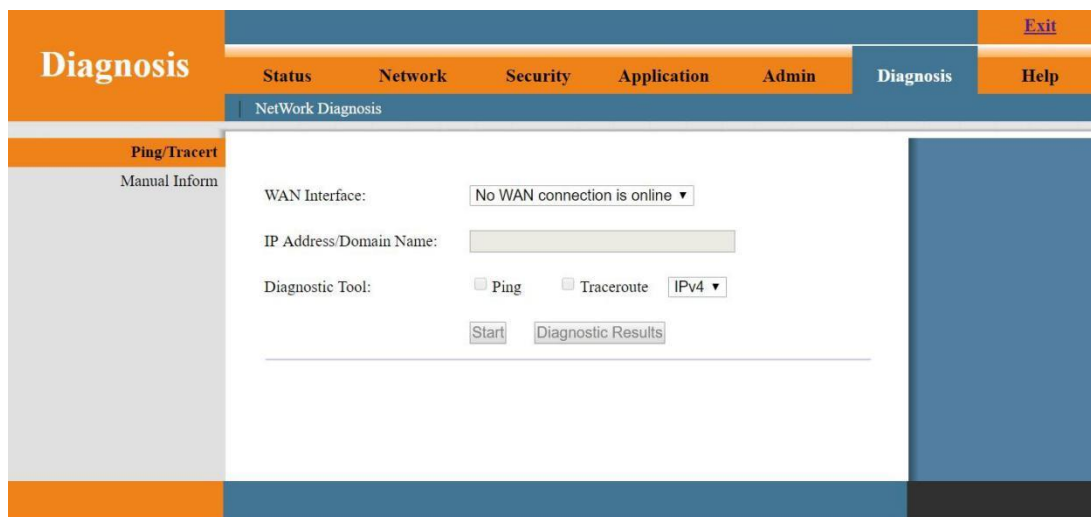 Exit
Diagnosis
Status Network Security Application Admin Diagnosis Help
NetWork Diagnosis
Ping/Tracert
Manual Inform
WAN Interface: No WAN connection is online
IP Address/Domain Name:
Diagnostic Tool: Ping Traceroute IPv4
Start Diagnostic Results